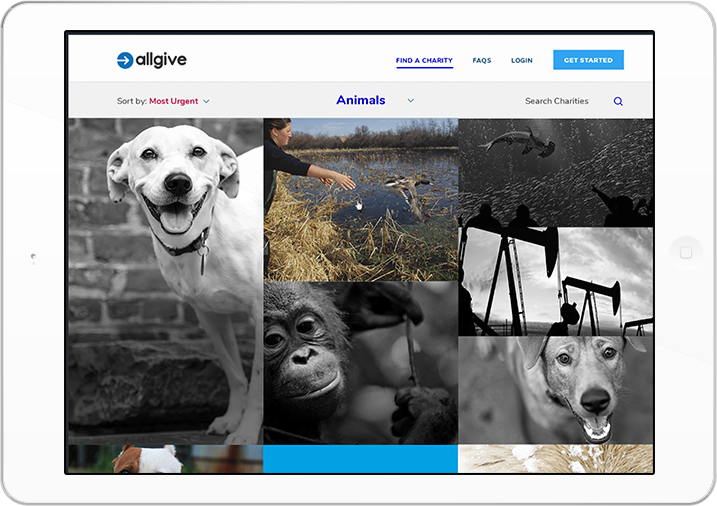 allgive
FIND A CHARITY FAQS LOGIN GET STARTED
Sort by: Most Urgent Animals Search Charities